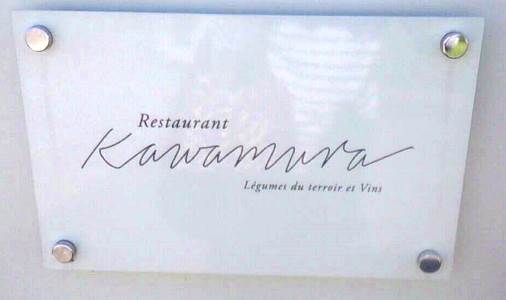 Restaurant
Kawamura
Légumes du terroir et Vins